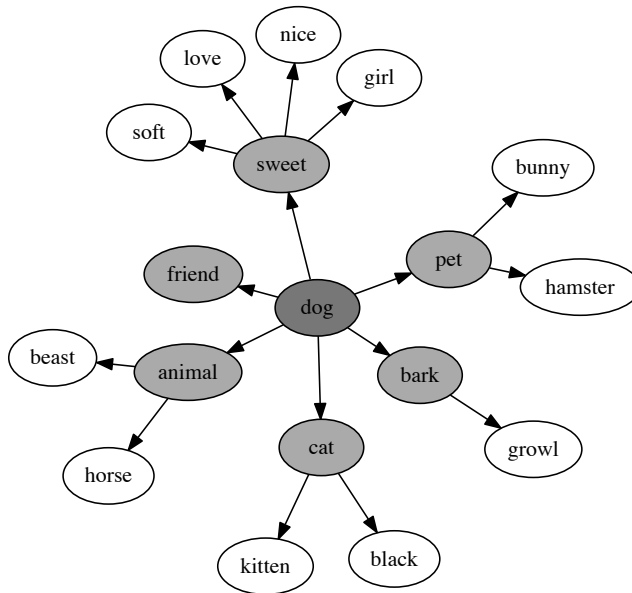 nice
love
girl
soft
sweet
bunny
pet
friend
hamster
dog
beast
animal
bark
cat
growl
horse
black
kitten